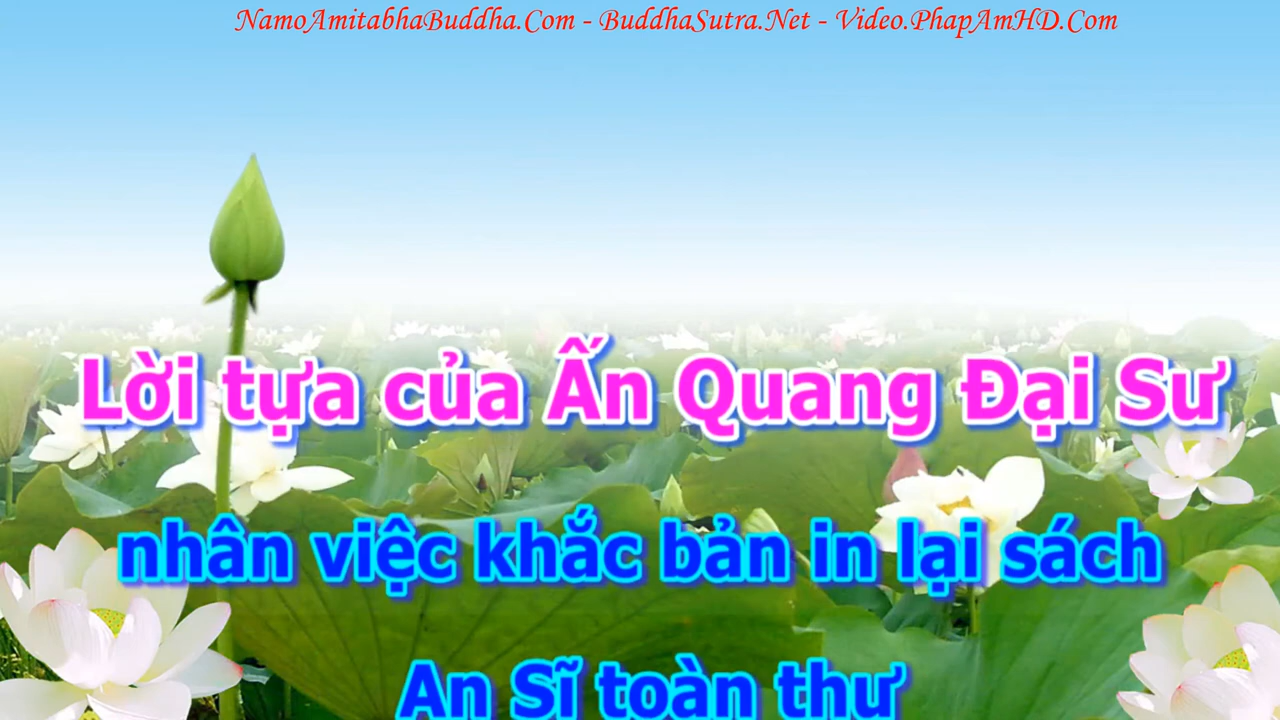 NamoAmitabhaBuddha.Com - BuddhaSutra.Net - Video.PhapAmHD.Com
Lời tựa của Ấn Quang Đại Sư
nhân việc khắc bản in lại sách
An Sĩ toàn thư